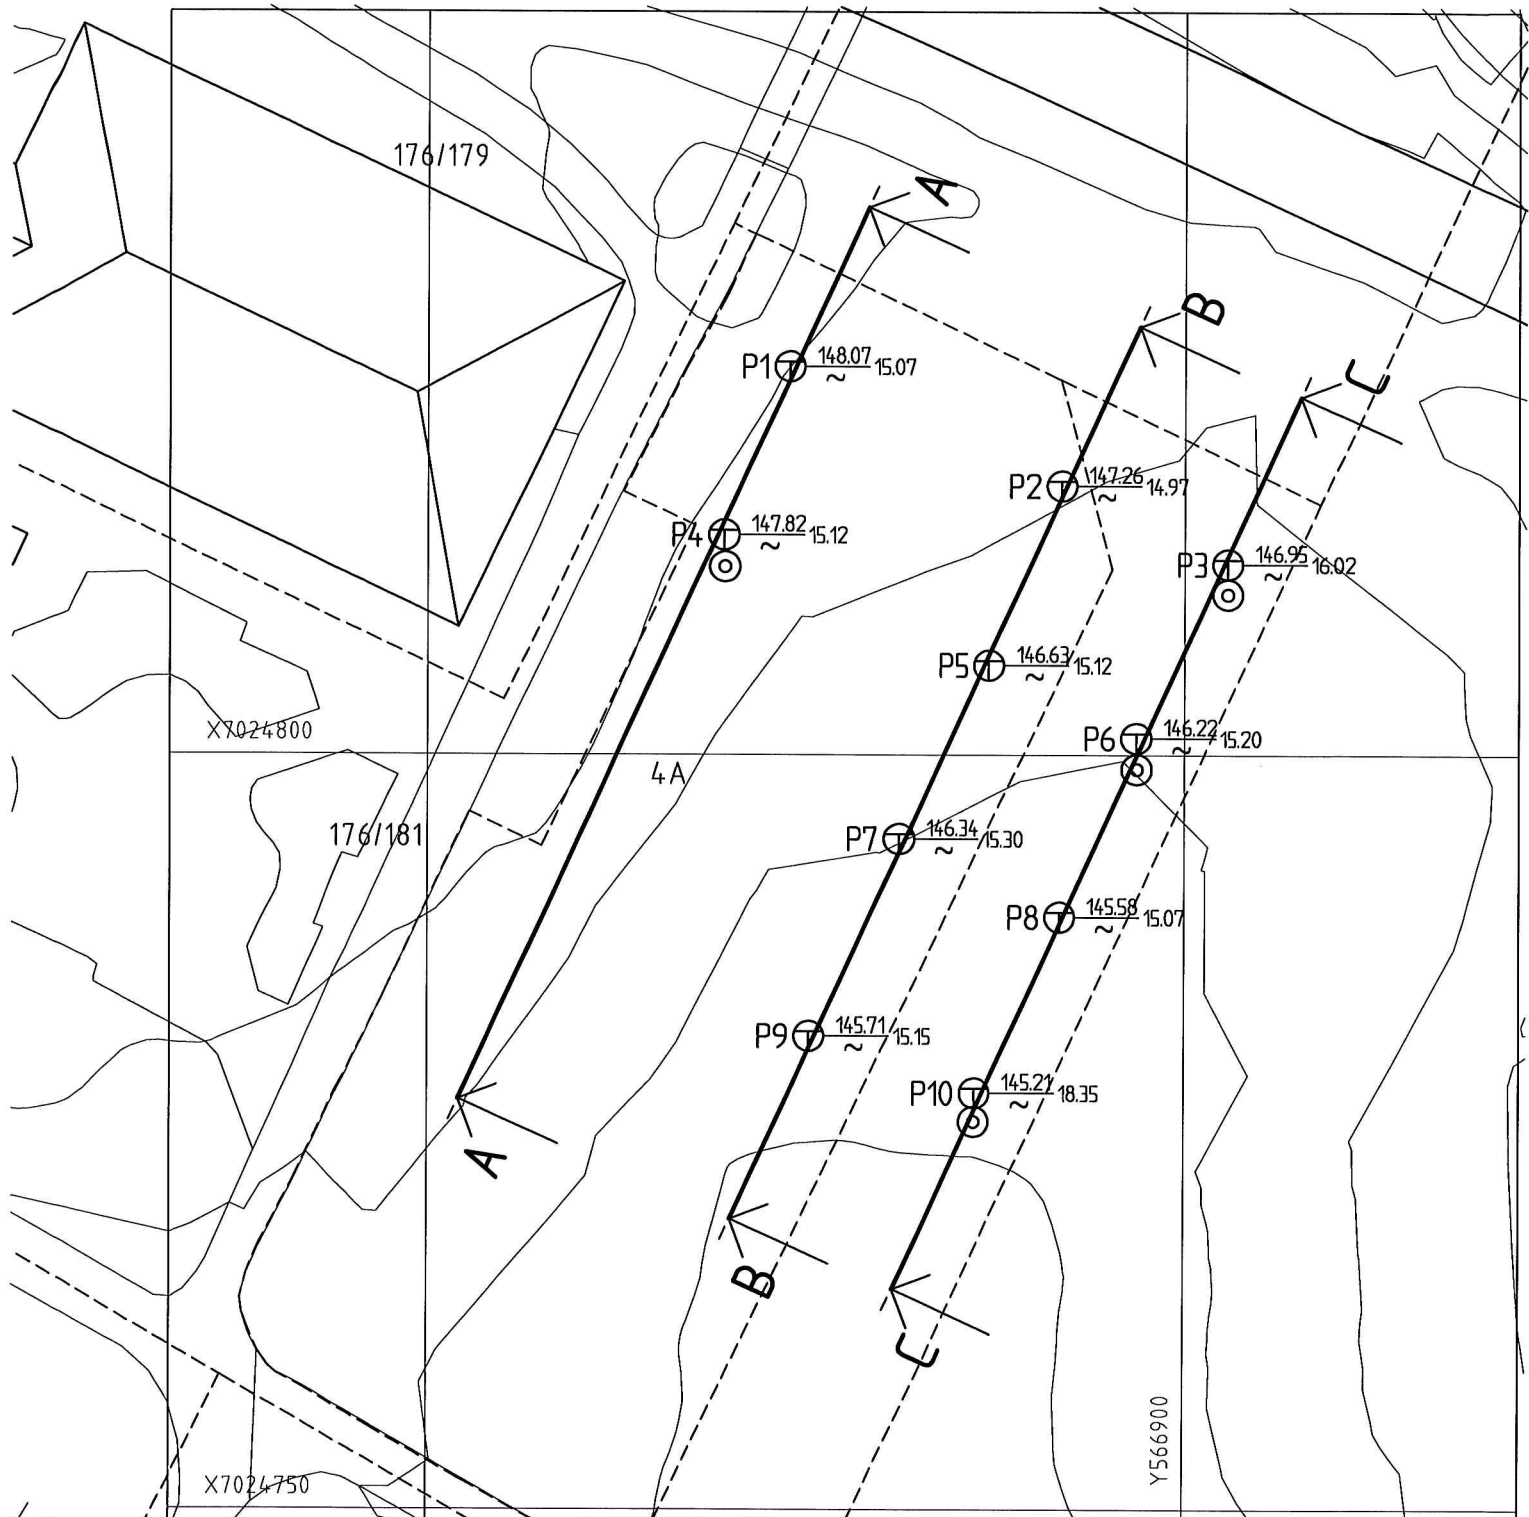 176/179
A
B
C
P1 148.07 ~ 15.07
P2 147.26 ~ 14.97
P4 147.82 ~ 15.12
P3 146.95 ~ 16.02
P5 146.63 ~ 15.12
X7024800
P6 146.22 ~ 15.20
4A
176/181
P7 146.34 ~ 15.30
P8 145.58 ~ 15.07
P9 145.71 ~ 15.15
P10 145.21 ~ 18.35
A
B
C
Y566900
X7024750